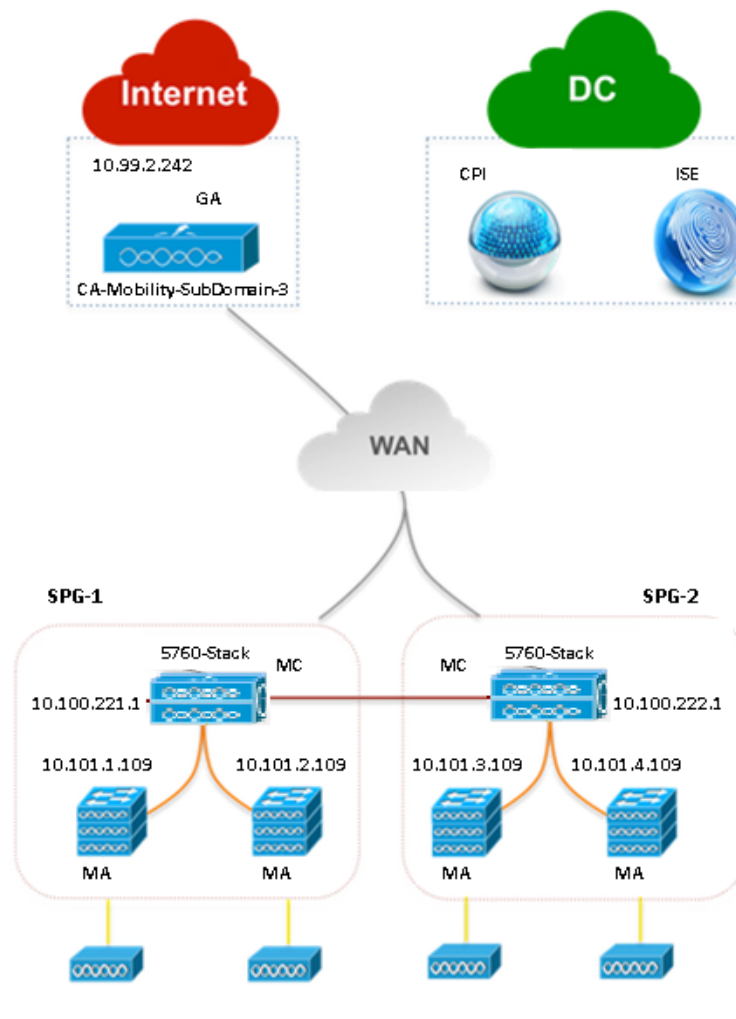 Internet
DC
10.99.2.242
GA
CPI
ISE
CA-Mobility-SubDomain-3
WAN
SPG-1
SPG-2
5760-Stack
MC
MC
5760-Stack
10.100.221.1
10.100.222.1
10.101.1.109
10.101.2.109
10.101.3.109
10.101.4.109
MA
MA
MA
MA